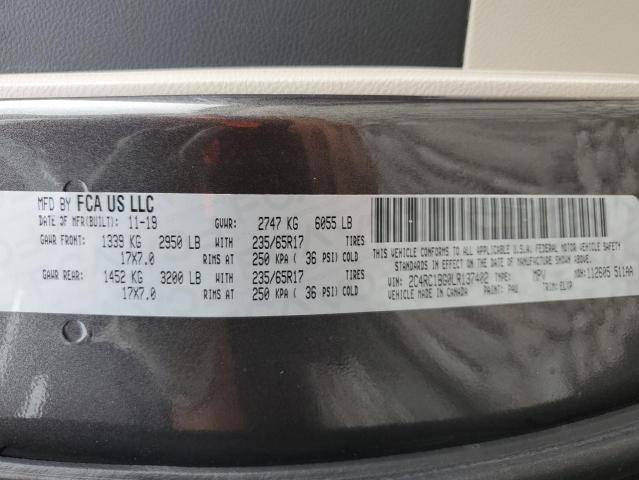 MFD BY FCA US LLC
DATE OF MFR(BUILT): 11-19 GVWR: 2747 KG 6055 LB
GAWR FRONT: 1339 KG 2950 LB WITH 235/65R17 TIRES
17X7.0 RIMS AT 250 KPA ( 36 PSI) COLD
GAWR REAR: 1452 KG 3200 LB WITH 235/65R17 TIRES
17X7.0 RIMS AT 250 KPA ( 36 PSI) COLD
THIS VEHICLE CONFORMS TO ALL APPLICABLE U.S.A. FEDERAL MOTOR VEHICLE SAFETY
STANDARDS IN EFFECT ON THE DATE OF MANUFACTURE SHOWN ABOVE.
VIN: 2C4RC1BG0LR137402 TYPE: MPV MDH: 112605 511AA
VEHICLE MADE IN CANADA PAINT: PAU TRIM: